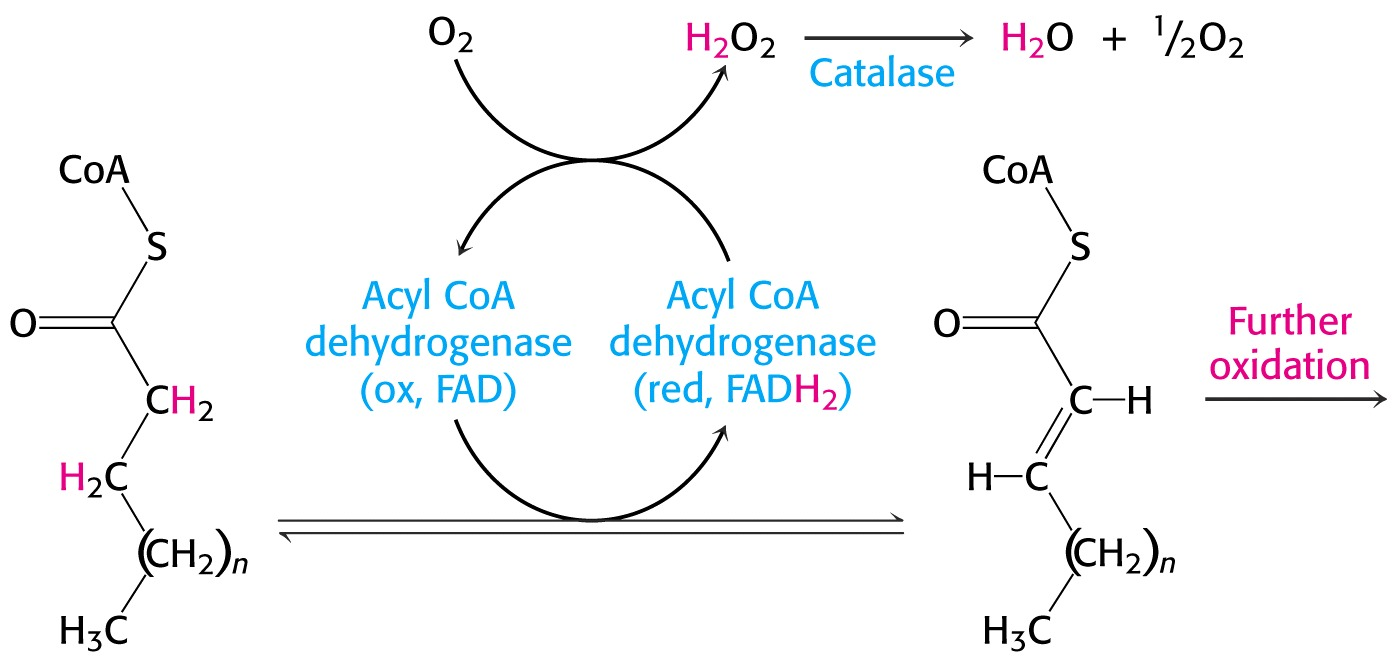 O₂
H₂O₂
H₂O + ½O₂
Catalase
CoA
S
O
CH₂
H₂C
(CH₂)n
H₃C
Acyl CoA
dehydrogenase
(ox, FAD)
Acyl CoA
dehydrogenase
(red, FADH₂)
CoA
S
O
C—H
H—C
(CH₂)n
H₃C
Further
oxidation